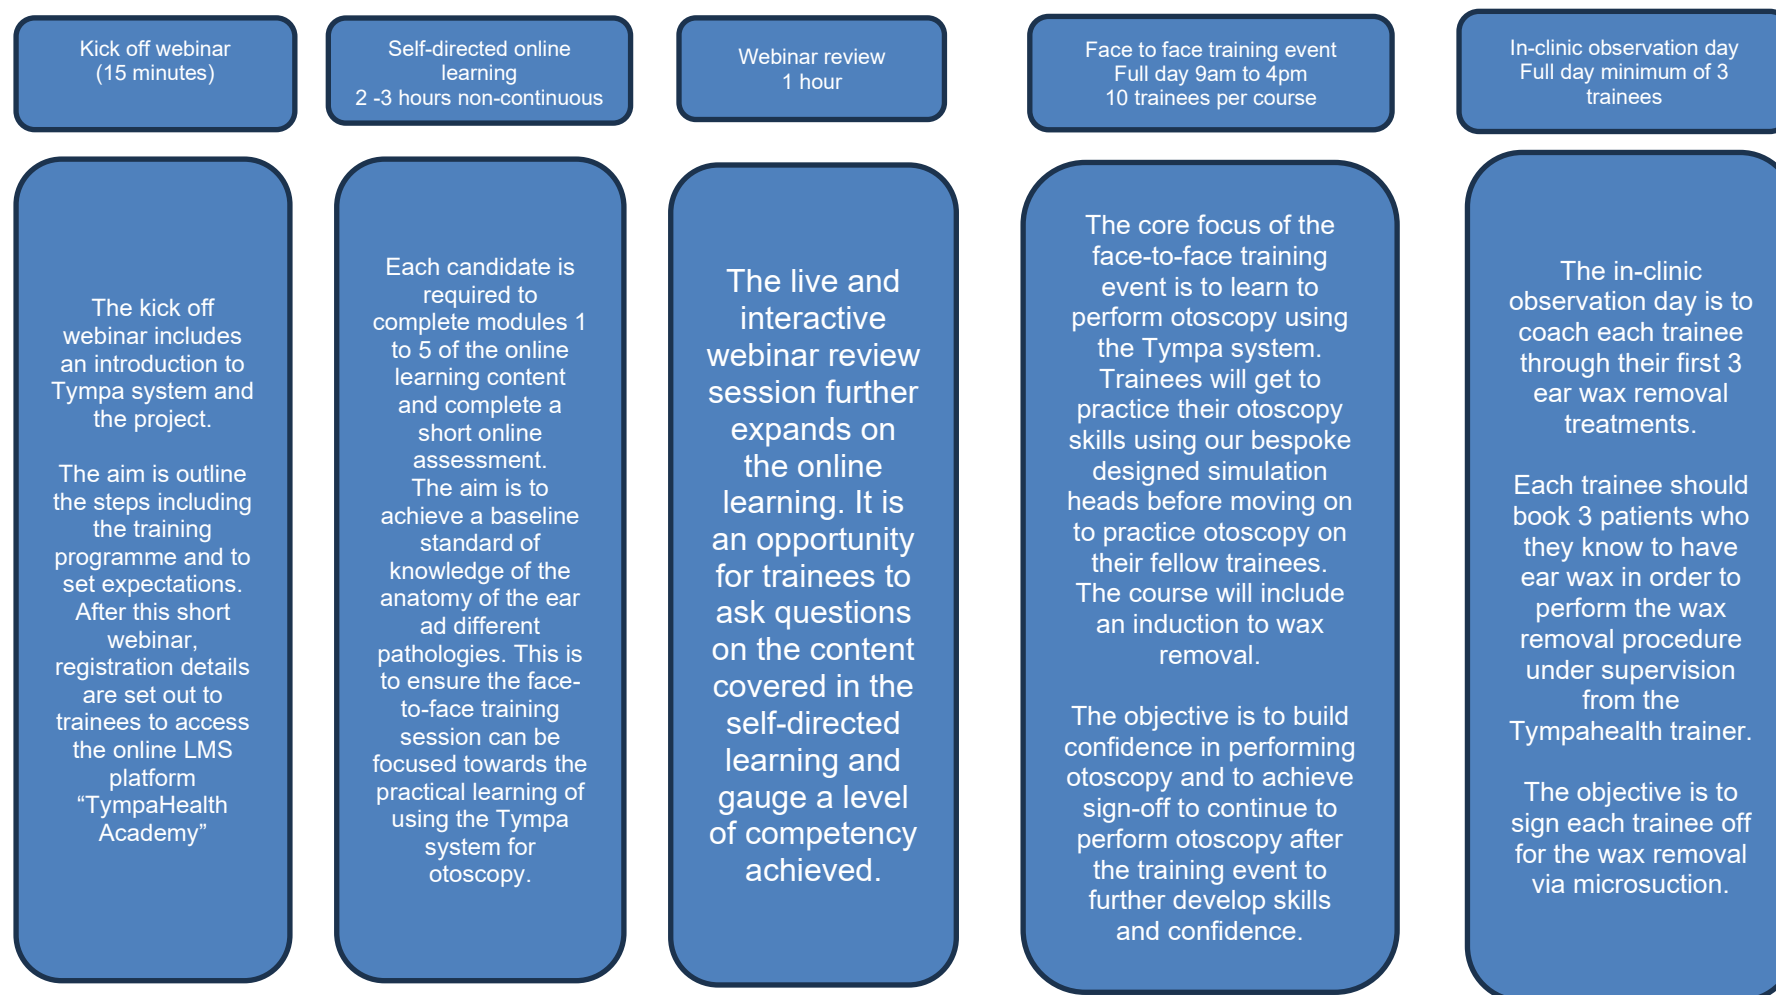 Kick off webinar
(15 minutes)
Self-directed online
learning
2 -3 hours non-continuous
Webinar review
1 hour
Face to face training event
Full day 9am to 4pm
10 trainees per course
In-clinic observation day
Full day minimum of 3
trainees
The kick off
webinar includes
an introduction to
Tympa system and
the project.
The aim is outline
the steps including
the training
programme and to
set expectations.
After this short
webinar,
registration details
are set out to
trainees to access
the online LMS
platform
“TympaHealth
Academy”
Each candidate is
required to
complete modules 1
to 5 of the online
learning content
and complete a
short online
assessment.
The aim is to
achieve a baseline
standard of
knowledge of the
anatomy of the ear
ad different
pathologies. This is
to ensure the face-
to-face training
session can be
focused towards the
practical learning of
using the Tympa
system for
otoscopy.
The live and
interactive
webinar review
session further
expands on
the online
learning. It is
an opportunity
for trainees to
ask questions
on the content
covered in the
self-directed
learning and
gauge a level
of competency
achieved.
The core focus of the
face-to-face training
event is to learn to
perform otoscopy using
the Tympa system.
Trainees will get to
practice their otoscopy
skills using our bespoke
designed simulation
heads before moving on
to practice otoscopy on
their fellow trainees.
The course will include
an induction to wax
removal.
The objective is to build
confidence in performing
otoscopy and to achieve
sign-off to continue to
perform otoscopy after
the training event to
further develop skills
and confidence.
The in-clinic
observation day is to
coach each trainee
through their first 3
ear wax removal
treatments.
Each trainee should
book 3 patients who
they know to have
ear wax in order to
perform the wax
removal procedure
under supervision
from the
Tympahealth trainer.
The objective is to
sign each trainee off
for the wax removal
via microsuction.